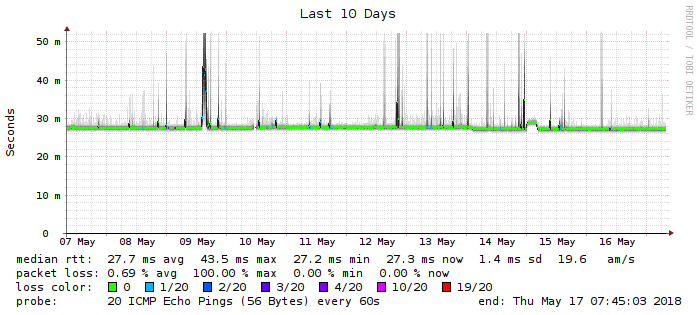 Last 10 Days
RRDTOOL / TOBI OETIKER
Seconds
50 m
40 m
30 m
20 m
10 m
0
07 May 08 May 09 May 10 May 11 May 12 May 13 May 14 May 15 May 16 May
median rtt: 27.7 ms avg 43.5 ms max 27.2 ms min 27.3 ms now 1.4 ms sd 19.6 am/s
packet loss: 0.69 % avg 100.00 % max 0.00 % min 0.00 % now
loss color: 0 1/20 2/20 3/20 4/20 10/20 19/20
probe: 20 ICMP Echo Pings (56 Bytes) every 60s end: Thu May 17 07:45:03 2018